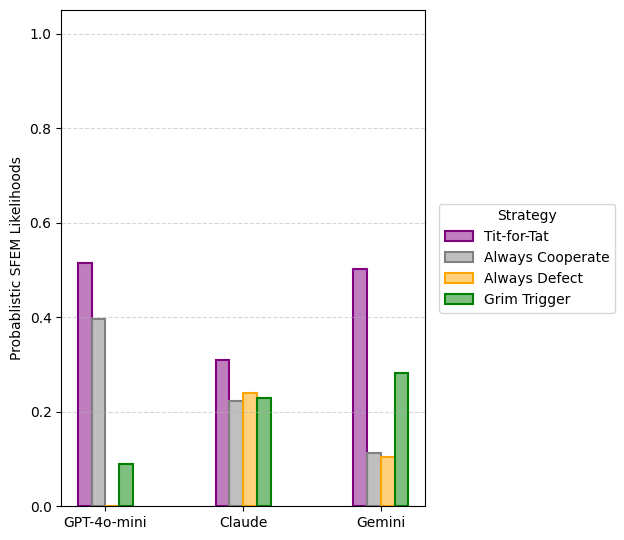 1.0
0.8
0.6
0.4
0.2
0.0
Probablistic SFEM Likelihoods
GPT-4o-mini
Claude
Gemini
Strategy
Tit-for-Tat
Always Cooperate
Always Defect
Grim Trigger